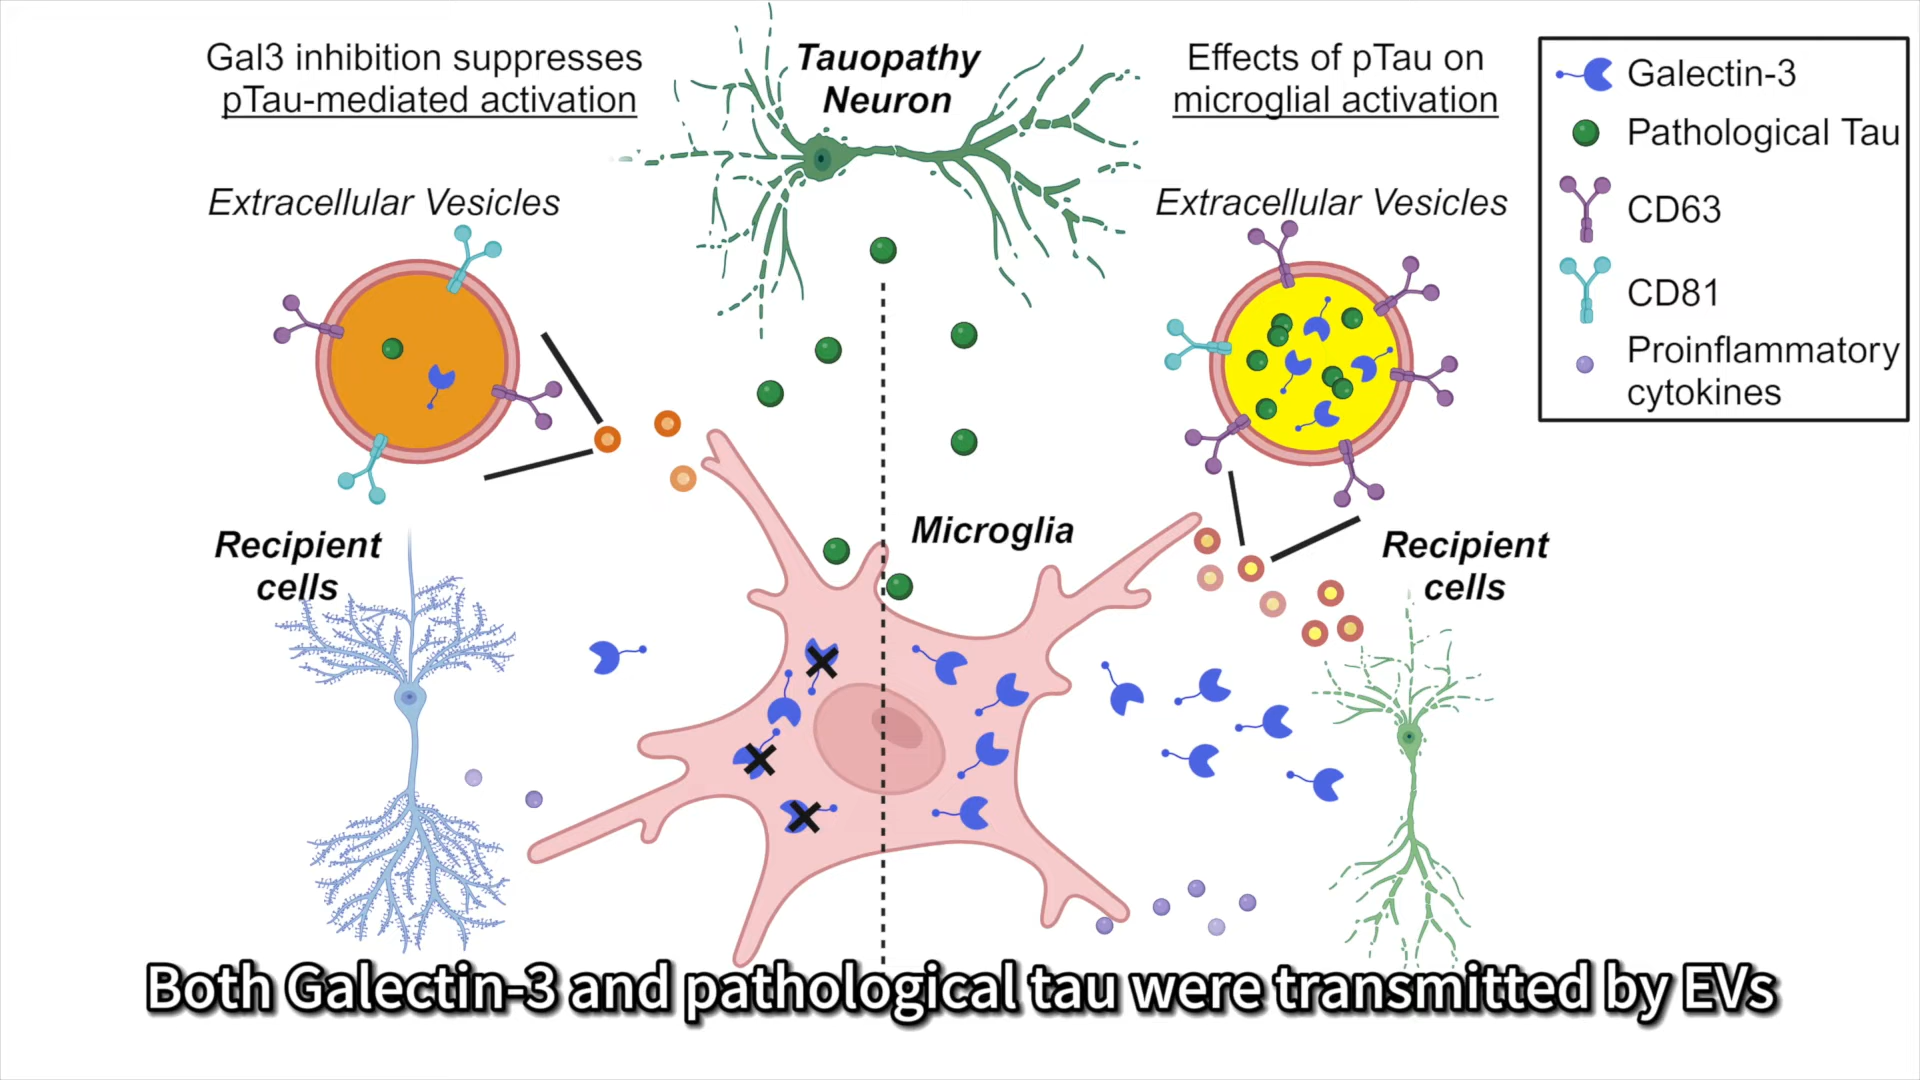 Gal3 inhibition suppresses
pTau-mediated activation
Tauopathy
Neuron
Effects of pTau on
microglial activation
Galectin-3
Pathological Tau
CD63
CD81
Proinflammatory
cytokines
Extracellular Vesicles
Extracellular Vesicles
Microglia
Recipient
cells
Recipient
cells
Both Galectin-3 and pathological tau were transmitted by EVs